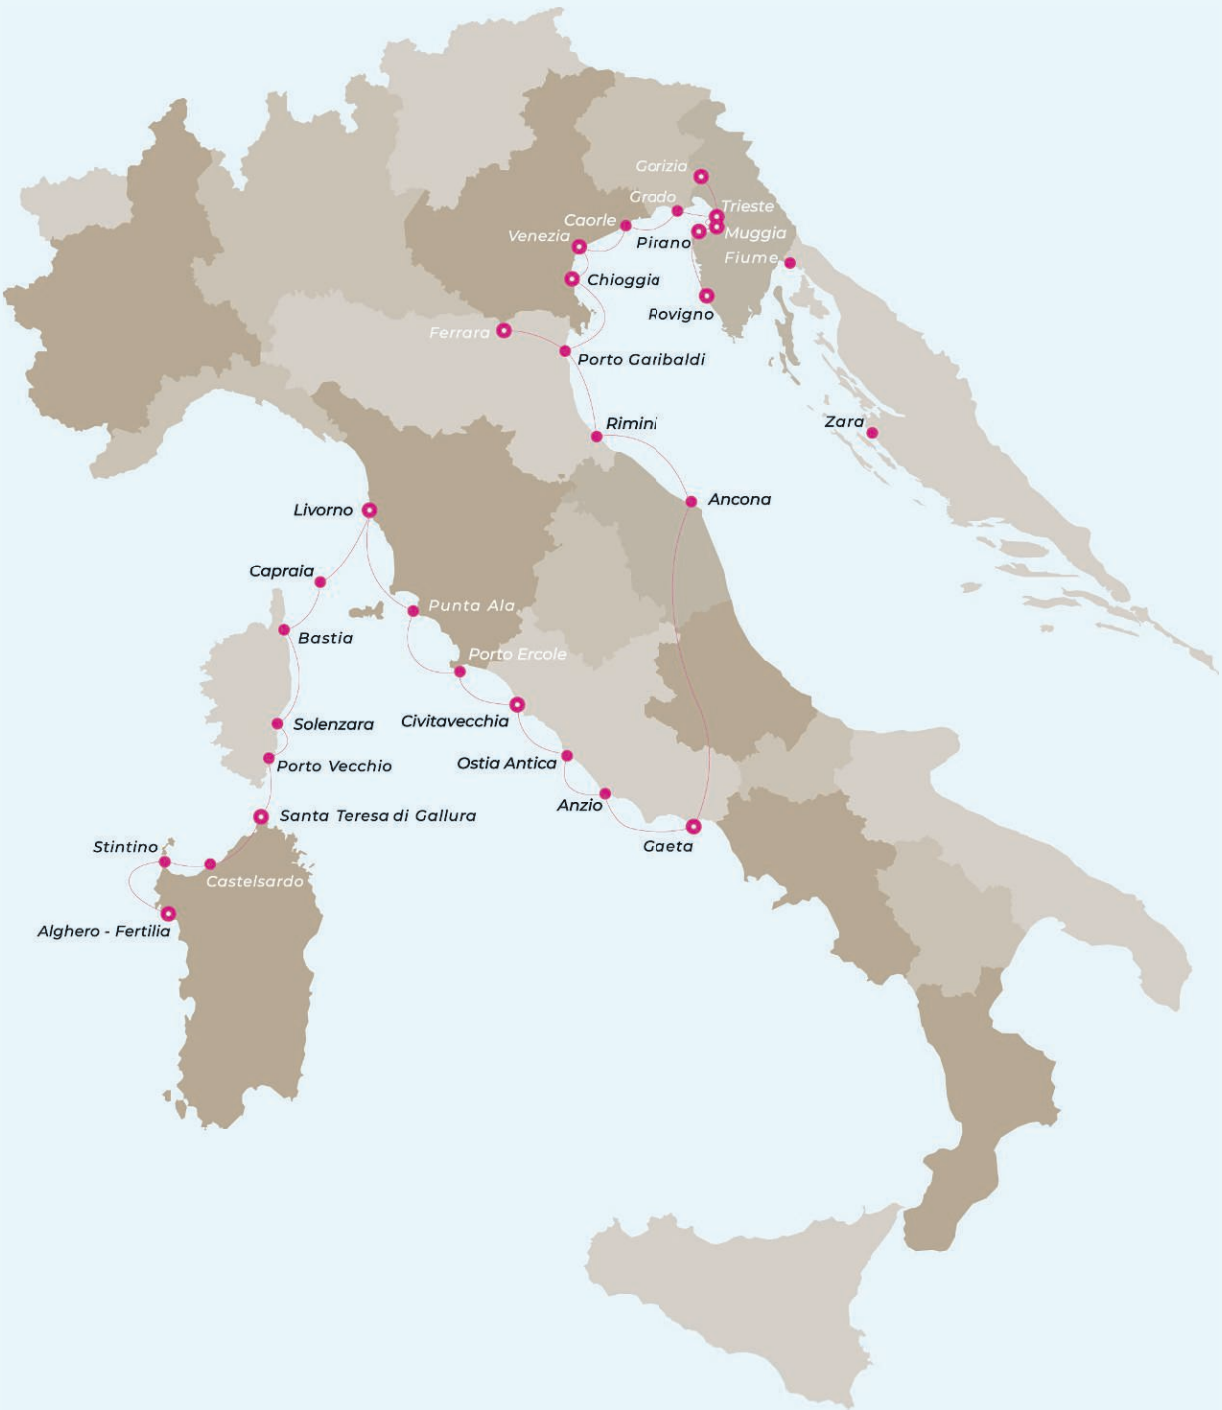 Gorizia
Grado
Trieste
Caorle
Muggia
Venezia
Pirano
Fiume
Chioggia
Rovigno
Ferrara
Porto Garibaldi
Rimini
Zara
Ancona
Livorno
Capraia
Punta Ala
Bastia
Porto Ercole
Civitavecchia
Solenzara
Ostia Antica
Porto Vecchio
Anzio
Santa Teresa di Gallura
Gaeta
Stintino
Castelsardo
Alghero - Fertilia